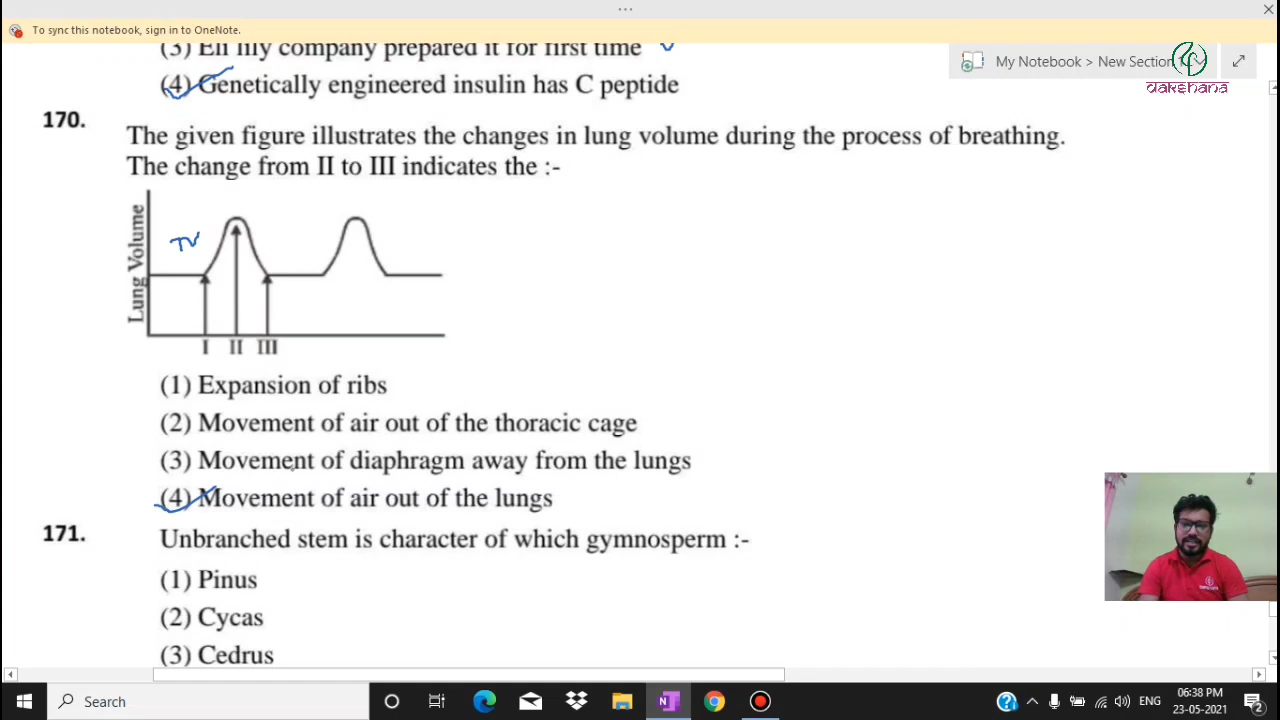 To sync this notebook, sign in to OneNote.
(3) Eli lily company prepared it for first time
(4) Genetically engineered insulin has C peptide
My Notebook > New Section 1
dakshana
170.
The given figure illustrates the changes in lung volume during the process of breathing.
The change from II to III indicates the :-
Lung Volume
TV
I II III
(1) Expansion of ribs
(2) Movement of air out of the thoracic cage
(3) Movement of diaphragm away from the lungs
(4) Movement of air out of the lungs
171.
Unbranched stem is character of which gymnosperm :-
(1) Pinus
(2) Cycas
(3) Cedrus
Search
ENG
06:38 PM
23-05-2021
2